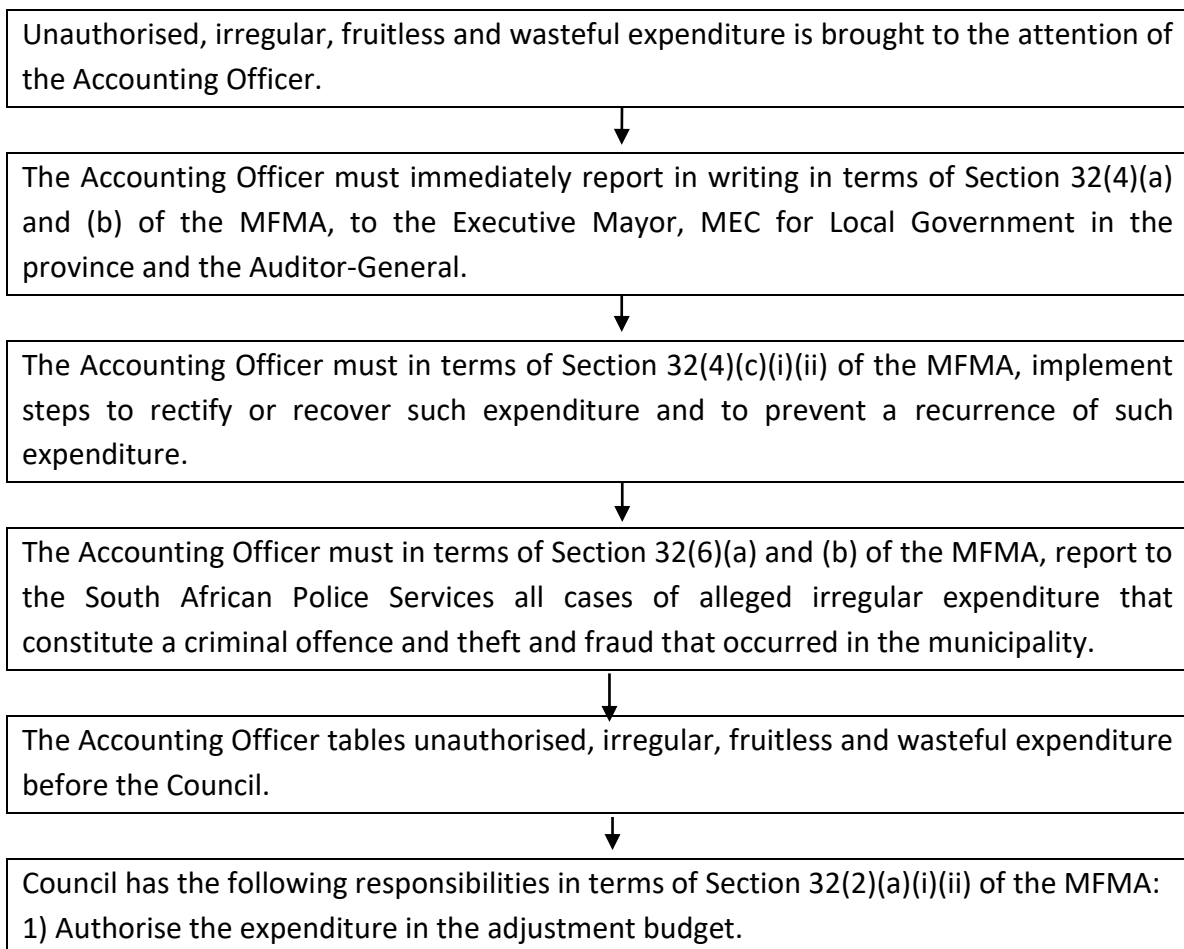 Unauthorised, irregular, fruitless and wasteful expenditure is brought to the attention of
the Accounting Officer.
The Accounting Officer must immediately report in writing in terms of Section 32(4)(a)
and (b) of the MFMA, to the Executive Mayor, MEC for Local Government in the
province and the Auditor-General.
The Accounting Officer must in terms of Section 32(4)(c)(i)(ii) of the MFMA, implement
steps to rectify or recover such expenditure and to prevent a recurrence of such
expenditure.
The Accounting Officer must in terms of Section 32(6)(a) and (b) of the MFMA, report to
the South African Police Services all cases of alleged irregular expenditure that
constitute a criminal offence and theft and fraud that occurred in the municipality.
The Accounting Officer tables unauthorised, irregular, fruitless and wasteful expenditure
before the Council.
Council has the following responsibilities in terms of Section 32(2)(a)(i)(ii) of the MFMA:
1) Authorise the expenditure in the adjustment budget.